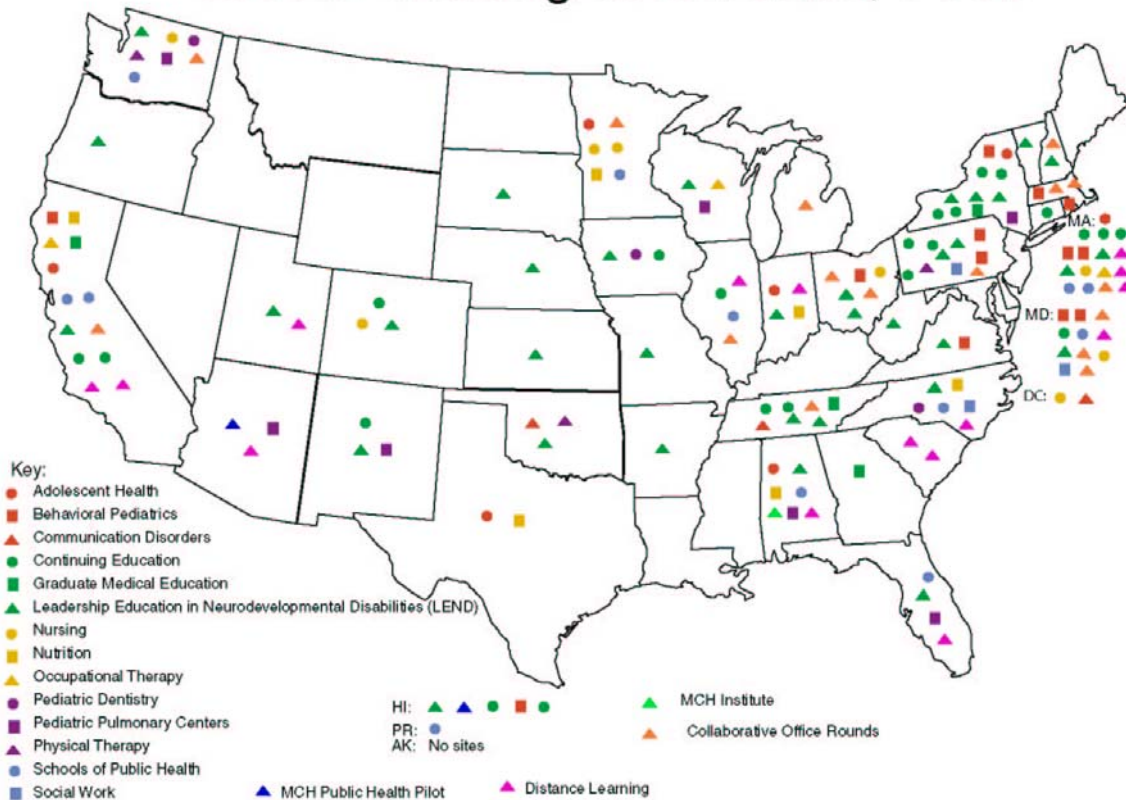 MA:
MD:
DC:
Key:
Adolescent Health
Behavioral Pediatrics
Communication Disorders
Continuing Education
Graduate Medical Education
Leadership Education in Neurodevelopmental Disabilities (LEND)
Nursing
Nutrition
Occupational Therapy
Pediatric Dentistry
Pediatric Pulmonary Centers
Physical Therapy
Schools of Public Health
Social Work
HI:
PR:
AK: No sites
MCH Institute
Collaborative Office Rounds
MCH Public Health Pilot
Distance Learning